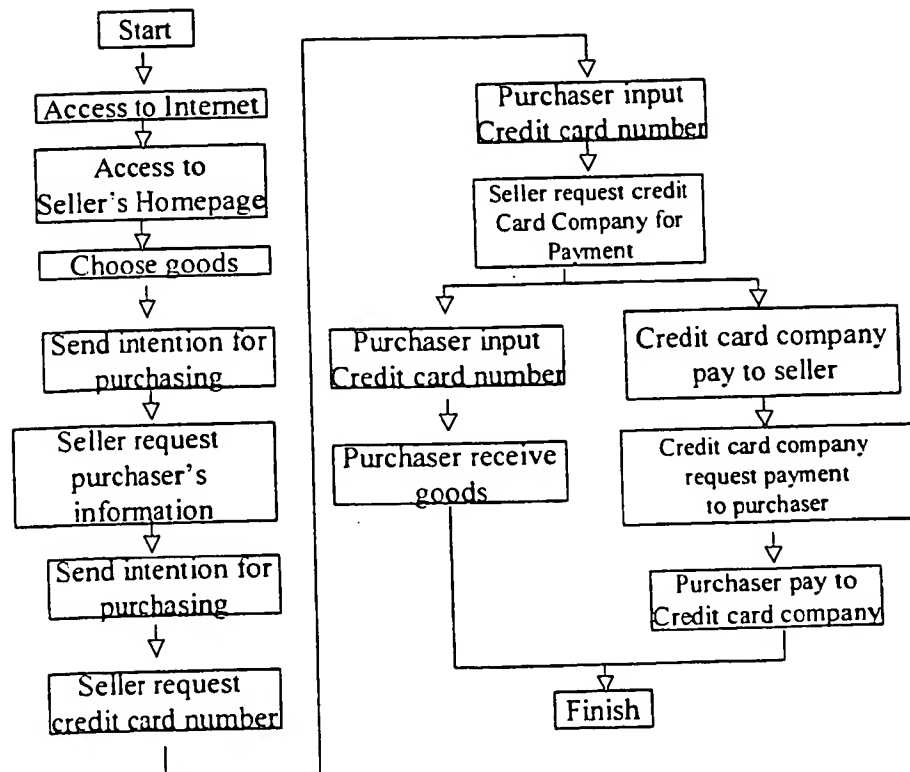 Start
Access to Internet
Access to
Seller's Homepage
Choose goods
Send intention for
purchasing
Seller request
purchaser's
information
Send intention for
purchasing
Seller request
credit card number
Purchaser input
Credit card number
Seller request credit
Card Company for
Payment
Purchaser input
Credit card number
Purchaser receive
goods
Credit card company
pay to seller
Credit card company
request payment
to purchaser
Purchaser pay to
Credit card company
Finish